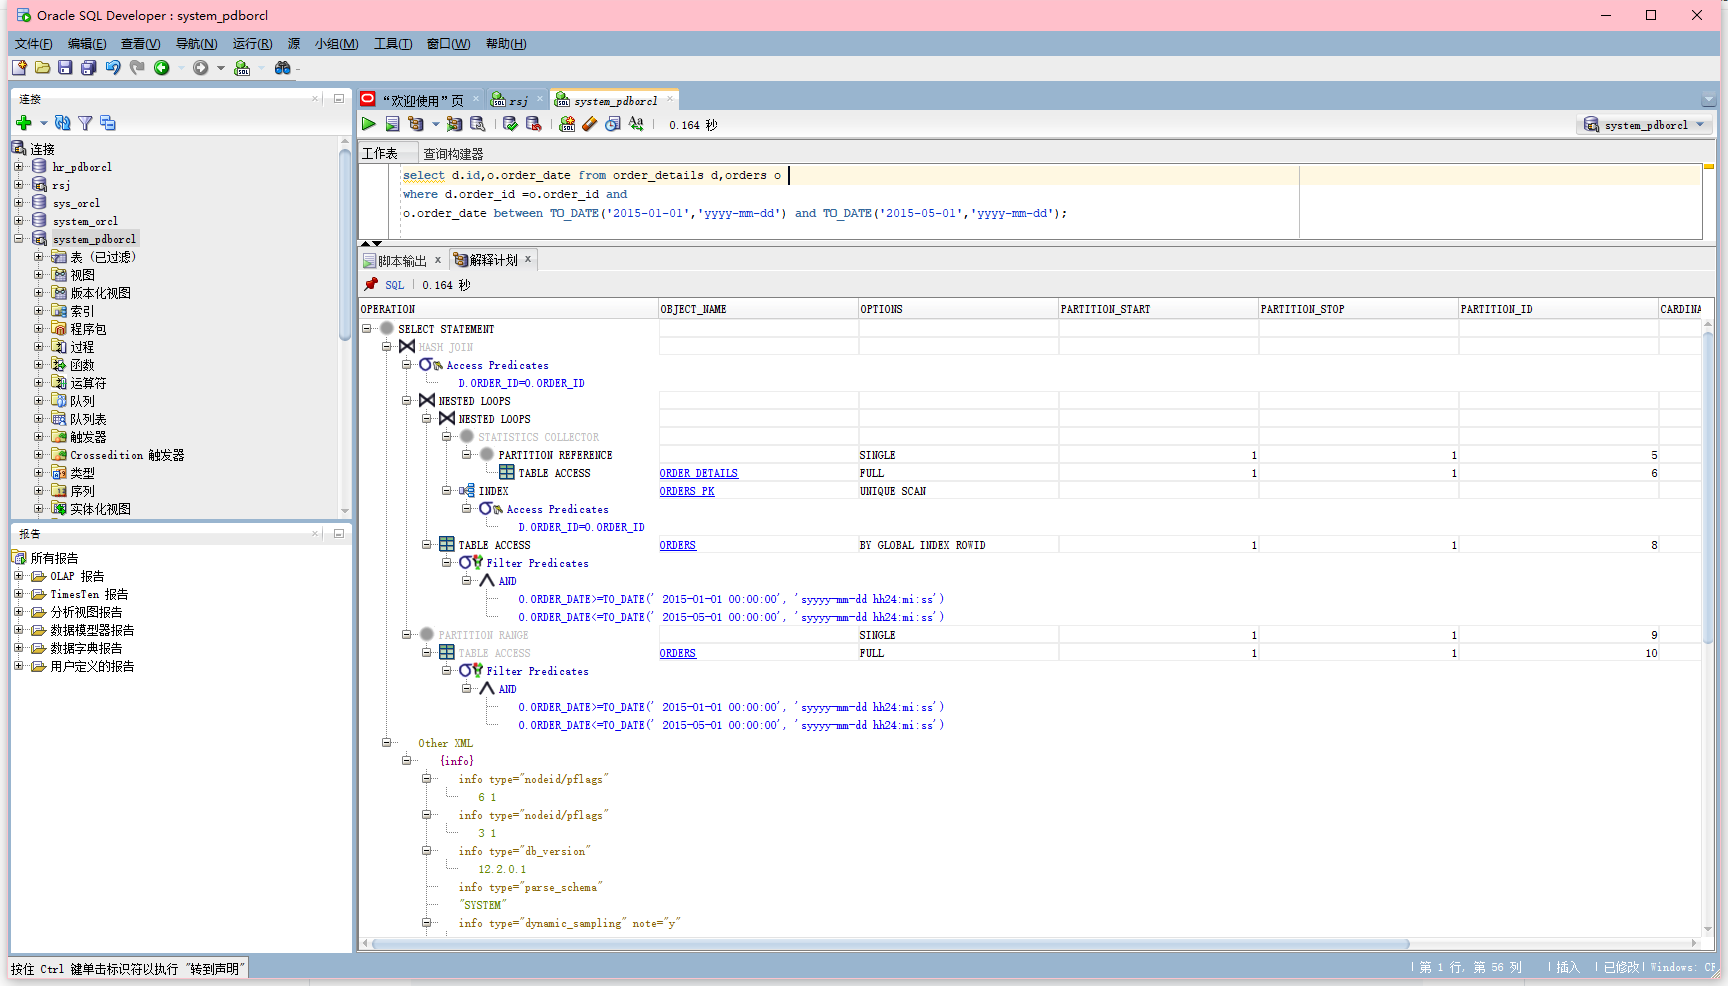 Oracle SQL Developer : system_pdborcl
文件(F) 编辑(E) 查看(V) 导航(N) 运行(R) 源 小组(M) 工具(T) 窗口(W) 帮助(H)
连接
连接
hr_pdborcl
rsj
sys_orcl
system_orcl
system_pdborcl
表 (已过滤)
视图
版本化视图
索引
程序包
过程
函数
运算符
队列
队列表
触发器
Crossedition 触发器
类型
序列
实体化视图
报告
所有报告
OLAP 报告
TimesTen 报告
分析视图报告
数据模型器报告
数据字典报告
用户定义的报告
“欢迎使用”页 rsj system_pdborcl
0.164 秒 system_pdborcl
工作表 查询构建器
select d.id,o.order_date from order_details d,orders o
where d.order_id =o.order_id and
o.order_date between TO_DATE('2015-01-01','yyyy-mm-dd') and TO_DATE('2015-05-01','yyyy-mm-dd');
脚本输出 x 解释计划 x
SQL | 0.164 秒
OPERATION OBJECT_NAME OPTIONS PARTITION_START PARTITION_STOP PARTITION_ID CARDINA
SELECT STATEMENT
HASH JOIN
Access Predicates
D.ORDER_ID=O.ORDER_ID
NESTED LOOPS
NESTED LOOPS
STATISTICS COLLECTOR
PARTITION REFERENCE SINGLE 1 1 5
TABLE ACCESS ORDER_DETAILS FULL 1 1 6
INDEX ORDERS_PK UNIQUE SCAN
Access Predicates
D.ORDER_ID=O.ORDER_ID
TABLE ACCESS ORDERS BY GLOBAL INDEX ROWID 1 1 8
Filter Predicates
AND
O.ORDER_DATE>=TO_DATE(' 2015-01-01 00:00:00', 'syyyy-mm-dd hh24:mi:ss')
O.ORDER_DATE<=TO_DATE(' 2015-05-01 00:00:00', 'syyyy-mm-dd hh24:mi:ss')
PARTITION RANGE SINGLE 1 1 9
TABLE ACCESS ORDERS FULL 1 1 10
Filter Predicates
AND
O.ORDER_DATE>=TO_DATE(' 2015-01-01 00:00:00', 'syyyy-mm-dd hh24:mi:ss')
O.ORDER_DATE<=TO_DATE(' 2015-05-01 00:00:00', 'syyyy-mm-dd hh24:mi:ss')
Other XML
{info}
info type="nodeid/pflags"
6 1
info type="nodeid/pflags"
3 1
info type="db_version"
12.2.0.1
info type="parse_schema"
"SYSTEM"
info type="dynamic_sampling" note="y"
按住 Ctrl 键单击标识符以执行 "转到声明" | 第 1 行, 第 56 列 | 插入 | 已修改| Windows: CR